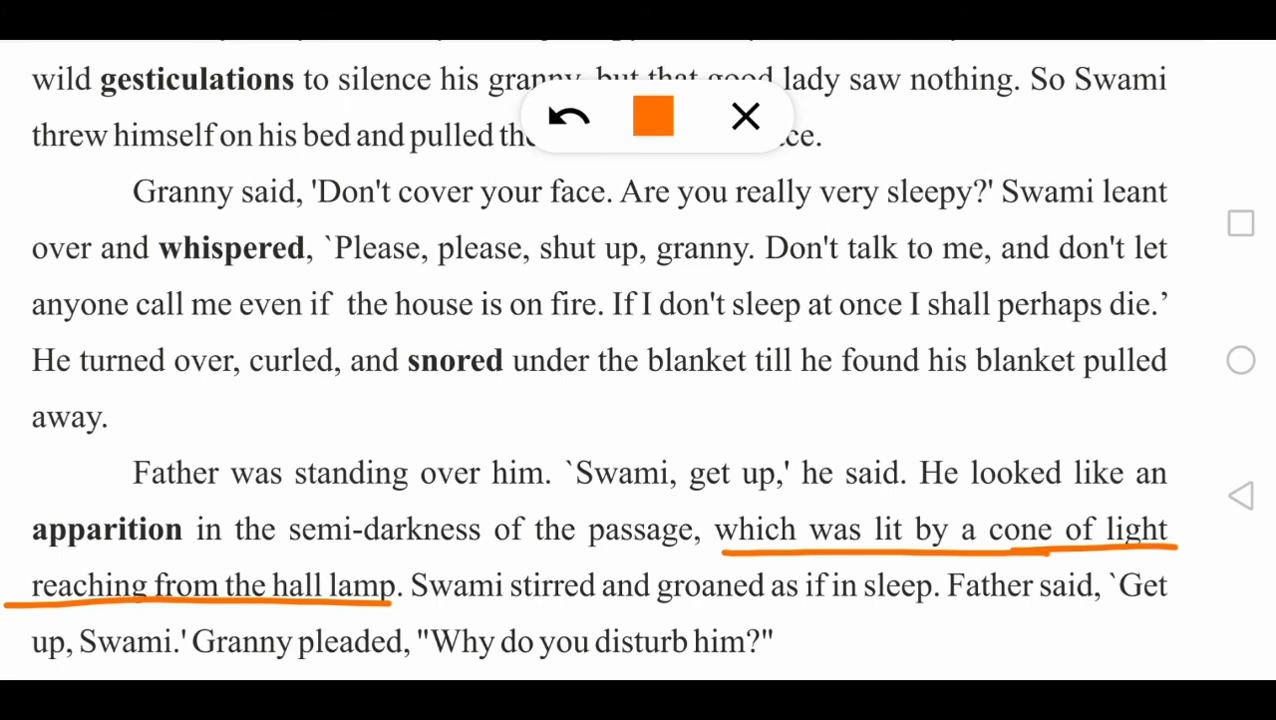 wild gesticulations to silence his granny, but that good lady saw nothing. So Swami
threw himself on his bed and pulled the ce.
Granny said, 'Don't cover your face. Are you really very sleepy?' Swami leant
over and whispered, `Please, please, shut up, granny. Don't talk to me, and don't let
anyone call me even if the house is on fire. If I don't sleep at once I shall perhaps die.’
He turned over, curled, and snored under the blanket till he found his blanket pulled
away.
Father was standing over him. `Swami, get up,' he said. He looked like an
apparition in the semi-darkness of the passage, which was lit by a cone of light
reaching from the hall lamp. Swami stirred and groaned as if in sleep. Father said, `Get
up, Swami.' Granny pleaded, "Why do you disturb him?"